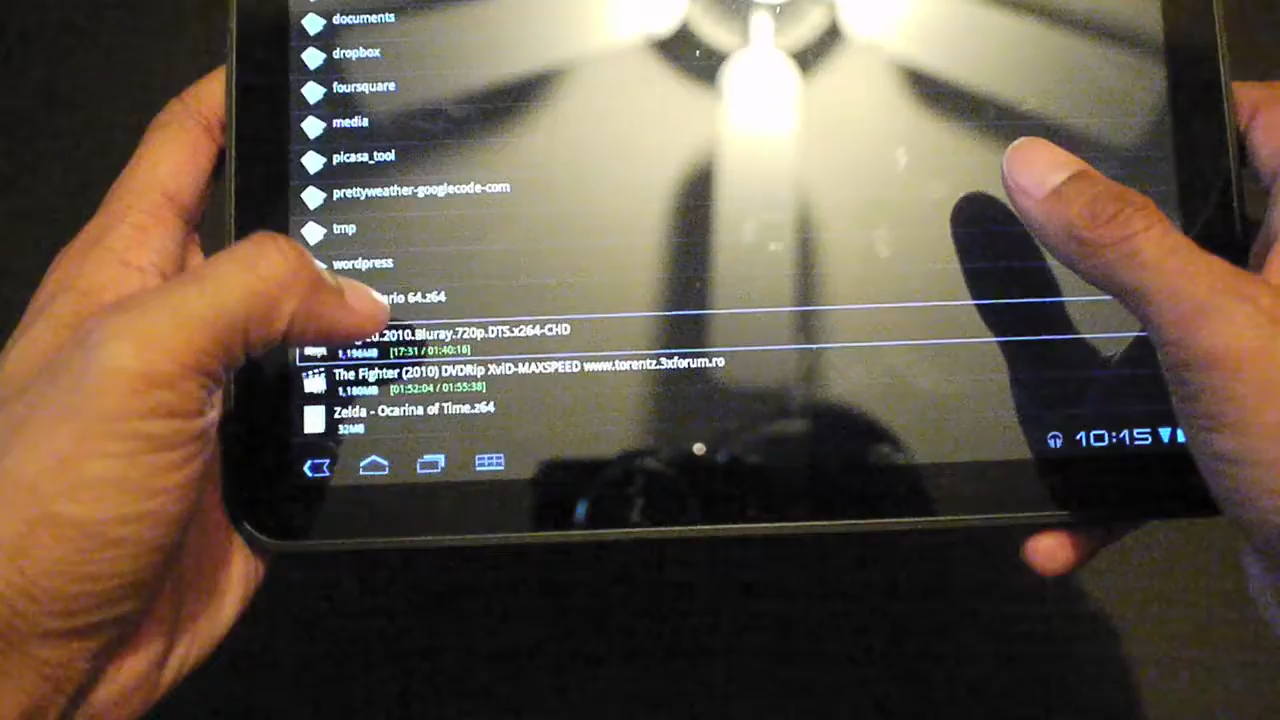 documents
dropbox
foursquare
media
picasa_tool
prettyweather-googlecode-com
tmp
wordpress
ario 64.z64
d.2010.Bluray.720p.DTS.x264-CHD
1,196MB [17:31 / 01:40:16]
The Fighter (2010) DVDRip XviD-MAXSPEED www.torentz.3xforum.ro
1,180MB [01:52:04 / 01:55:38]
Zelda - Ocarina of Time.z64
32MB
10:15